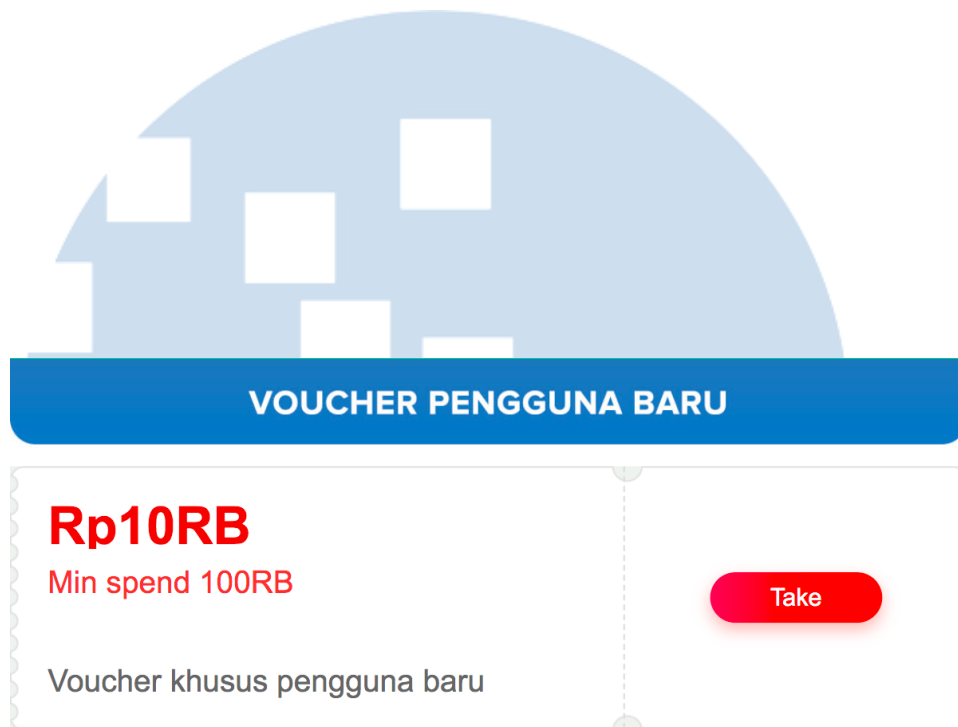 VOUCHER PENGGUNA BARU
Rp10RB
Min spend 100RB
Take
Voucher khusus pengguna baru